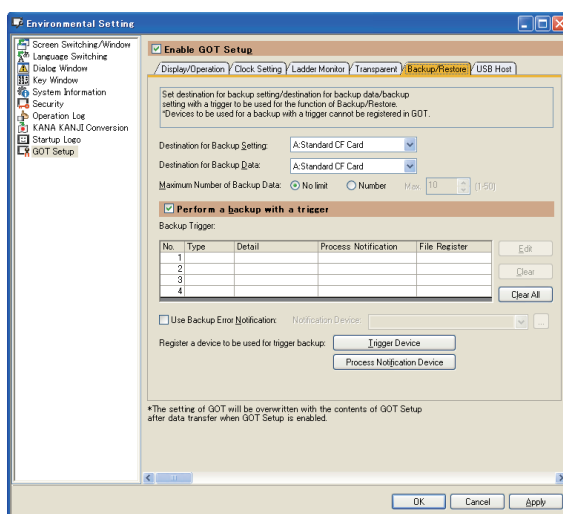 Environmental Setting
Screen Switching/Window
Language Switching
Dialog Window
Key Window
System Information
Security
Operation Log
KANA KANJI Conversion
Startup Logo
GOT Setup
Enable GOT Setup
Display/Operation Clock Setting Ladder Monitor Transparent Backup/Restore USB Host
Set destination for backup setting/destination for backup data/backup
setting with a trigger to be used for the function of Backup/Restore.
*Devices to be used for a backup with a trigger cannot be registered in GOT.
Destination for Backup Setting: A:Standard CF Card
Destination for Backup Data: A:Standard CF Card
Maximum Number of Backup Data: No limit Number Max 10 (1-50)
Perform a backup with a trigger
Backup Trigger:
No. Type Detail Process Notification File Register
1
2
3
4
Edit
Clear
Clear All
Use Backup Error Notification: Notification Device: ...
Register a device to be used for trigger backup: Trigger Device
Process Notification Device
*The setting of GOT will be overwritten with the contents of GOT Setup
after data transfer when GOT Setup is enabled.
OK Cancel Apply